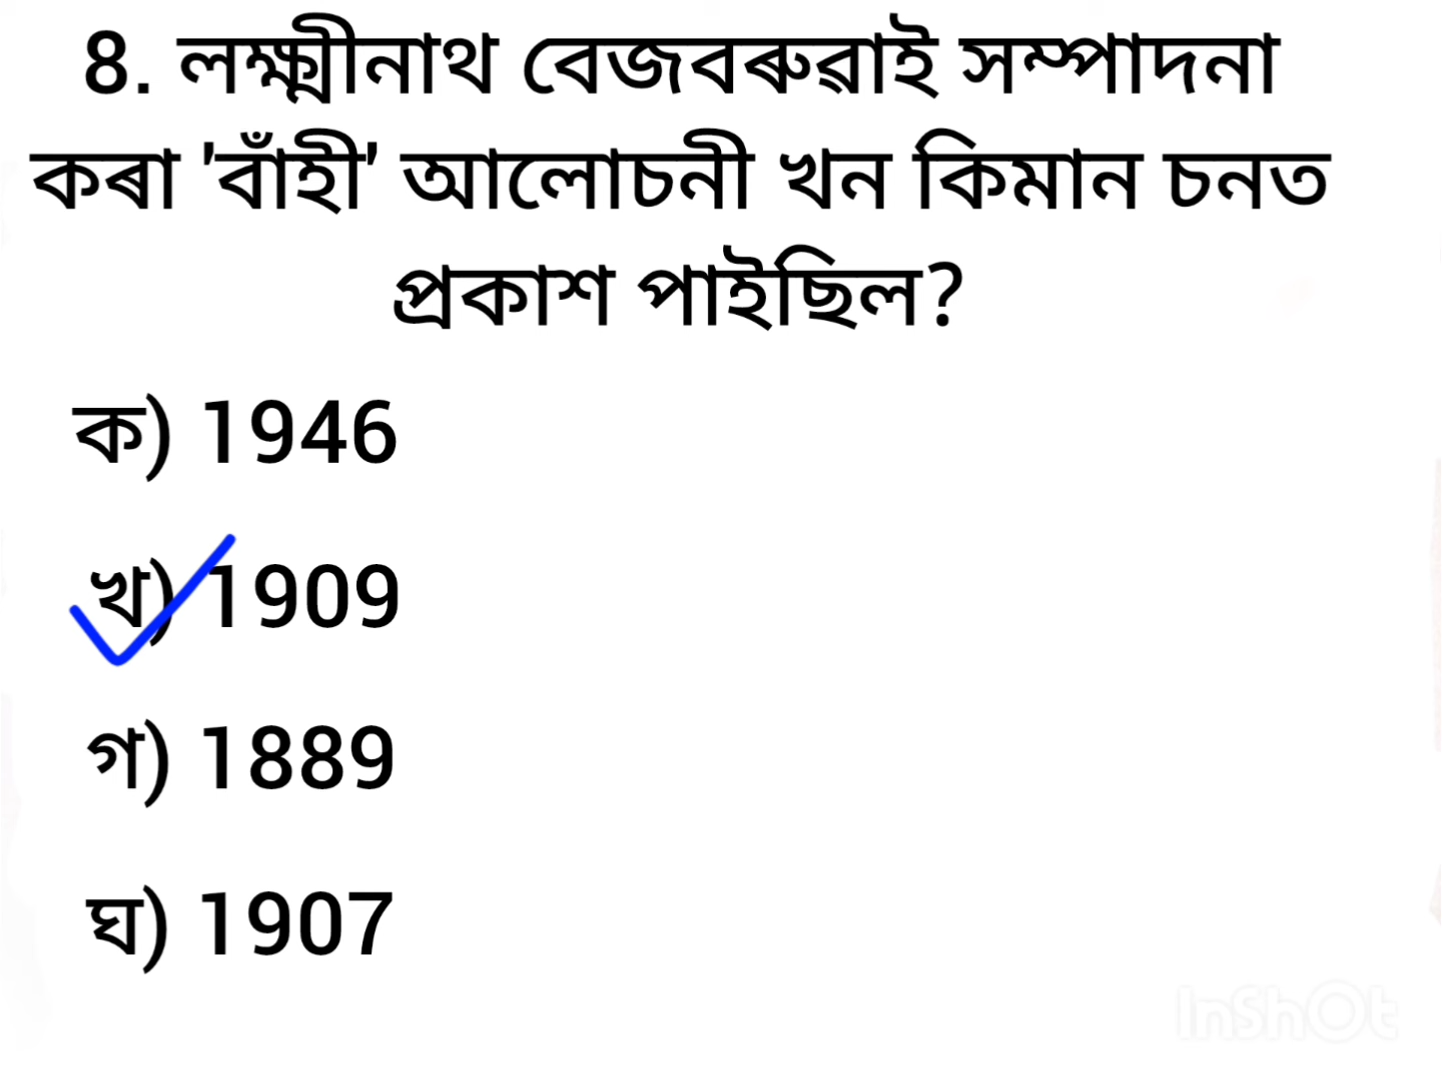 8. লক্ষ্মীনাথ বেজবৰুৱাই সম্পাদনা
কৰা 'বাঁহী' আলোচনী খন কিমান চনত
প্ৰকাশ পাইছিল?
ক) 1946
খ) 1909
গ) 1889
ঘ) 1907
InShOt